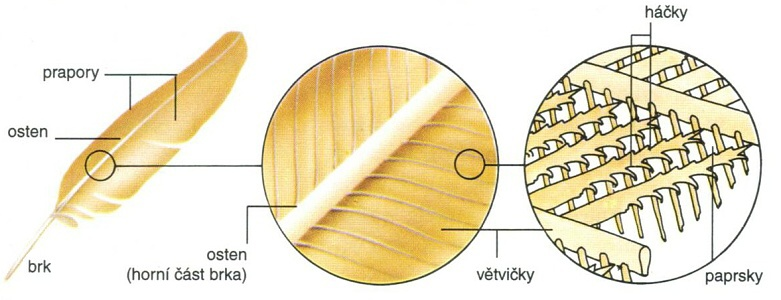 háčky
prapory
osten
brk
osten
(horní část brka)
větvičky
paprsky